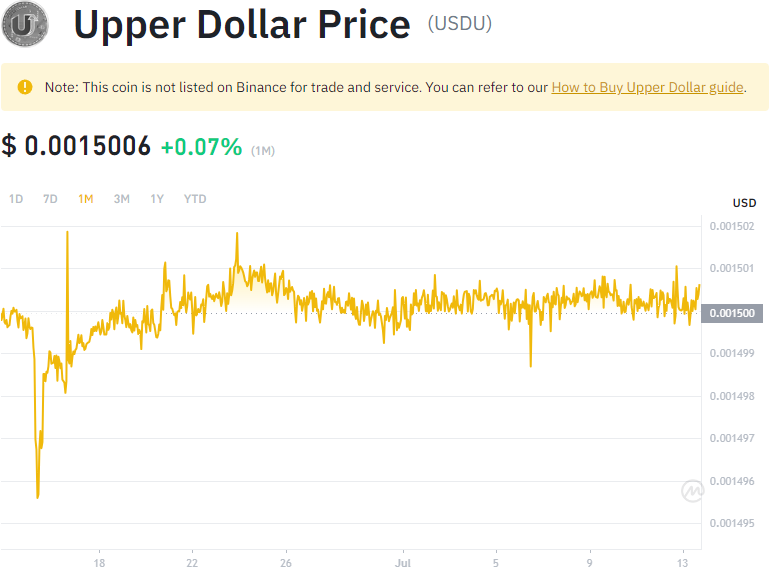 Upper Dollar Price (USDU)
Note: This coin is not listed on Binance for trade and service. You can refer to our How to Buy Upper Dollar guide.
$ 0.0015006 +0.07% (1M)
1D 7D 1M 3M 1Y YTD
USD
0.001502
0.001501
0.001500
0.001499
0.001498
0.001497
0.001496
0.001495
18 22 26 Jul 5 9 13